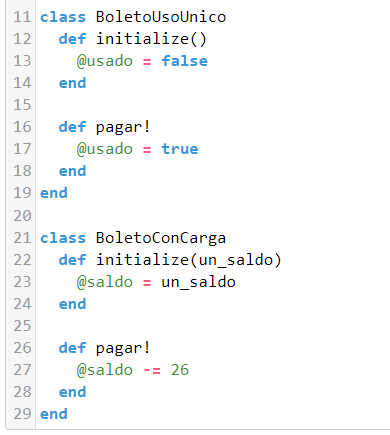 11 class BoletoUsoUnico
12   def initialize()
13     @usado = false
14   end
15
16   def pagar!
17     @usado = true
18   end
19 end
20
21 class BoletoConCarga
22   def initialize(un_saldo)
23     @saldo = un_saldo
24   end
25
26   def pagar!
27     @saldo -= 26
28   end
29 end